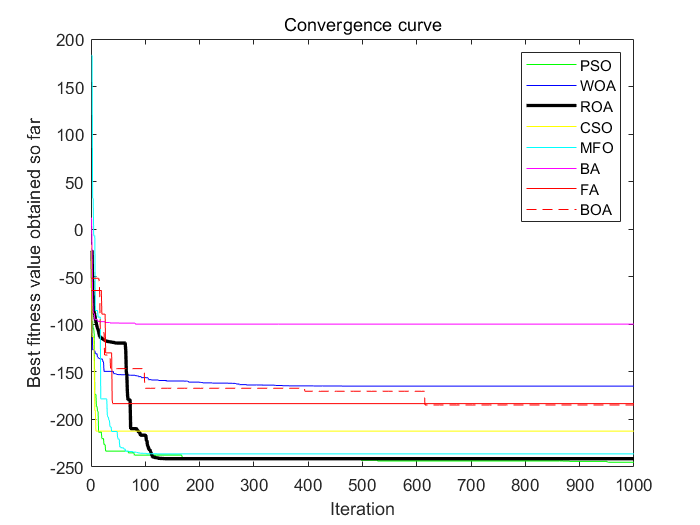 Convergence curve
200
150
100
50
0
-50
-100
-150
-200
-250
Best fitness value obtained so far
PSO
WOA
ROA
CSO
MFO
BA
FA
BOA
0 100 200 300 400 500 600 700 800 900 1000
Iteration